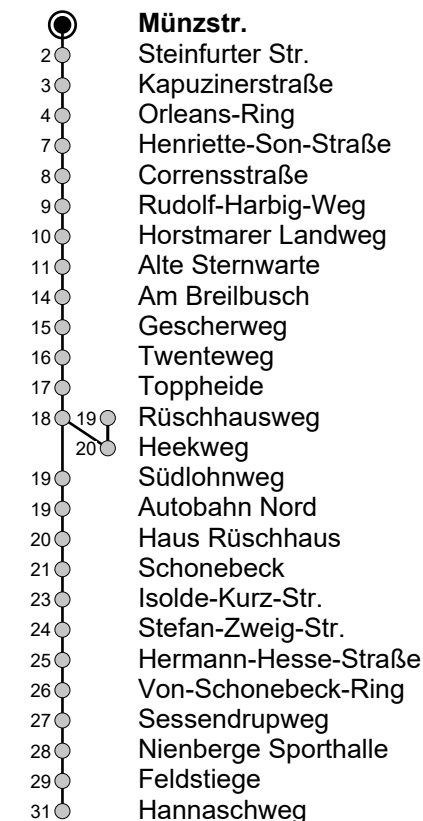 Münzstr.
2 Steinfurter Str.
3 Kapuzinerstraße
4 Orleans-Ring
7 Henriette-Son-Straße
8 Corrensstraße
9 Rudolf-Harbig-Weg
10 Horstmarer Landweg
11 Alte Sternwarte
14 Am Breilbusch
15 Gescherweg
16 Twenteweg
17 Toppheide
18 19 Rüschhausweg
20 Heekweg
19 Südlohnweg
19 Autobahn Nord
20 Haus Rüschhaus
21 Schonebeck
23 Isolde-Kurz-Str.
24 Stefan-Zweig-Str.
25 Hermann-Hesse-Straße
26 Von-Schonebeck-Ring
27 Sessendrupweg
28 Nienberge Sporthalle
29 Feldstiege
31 Hannaschweg